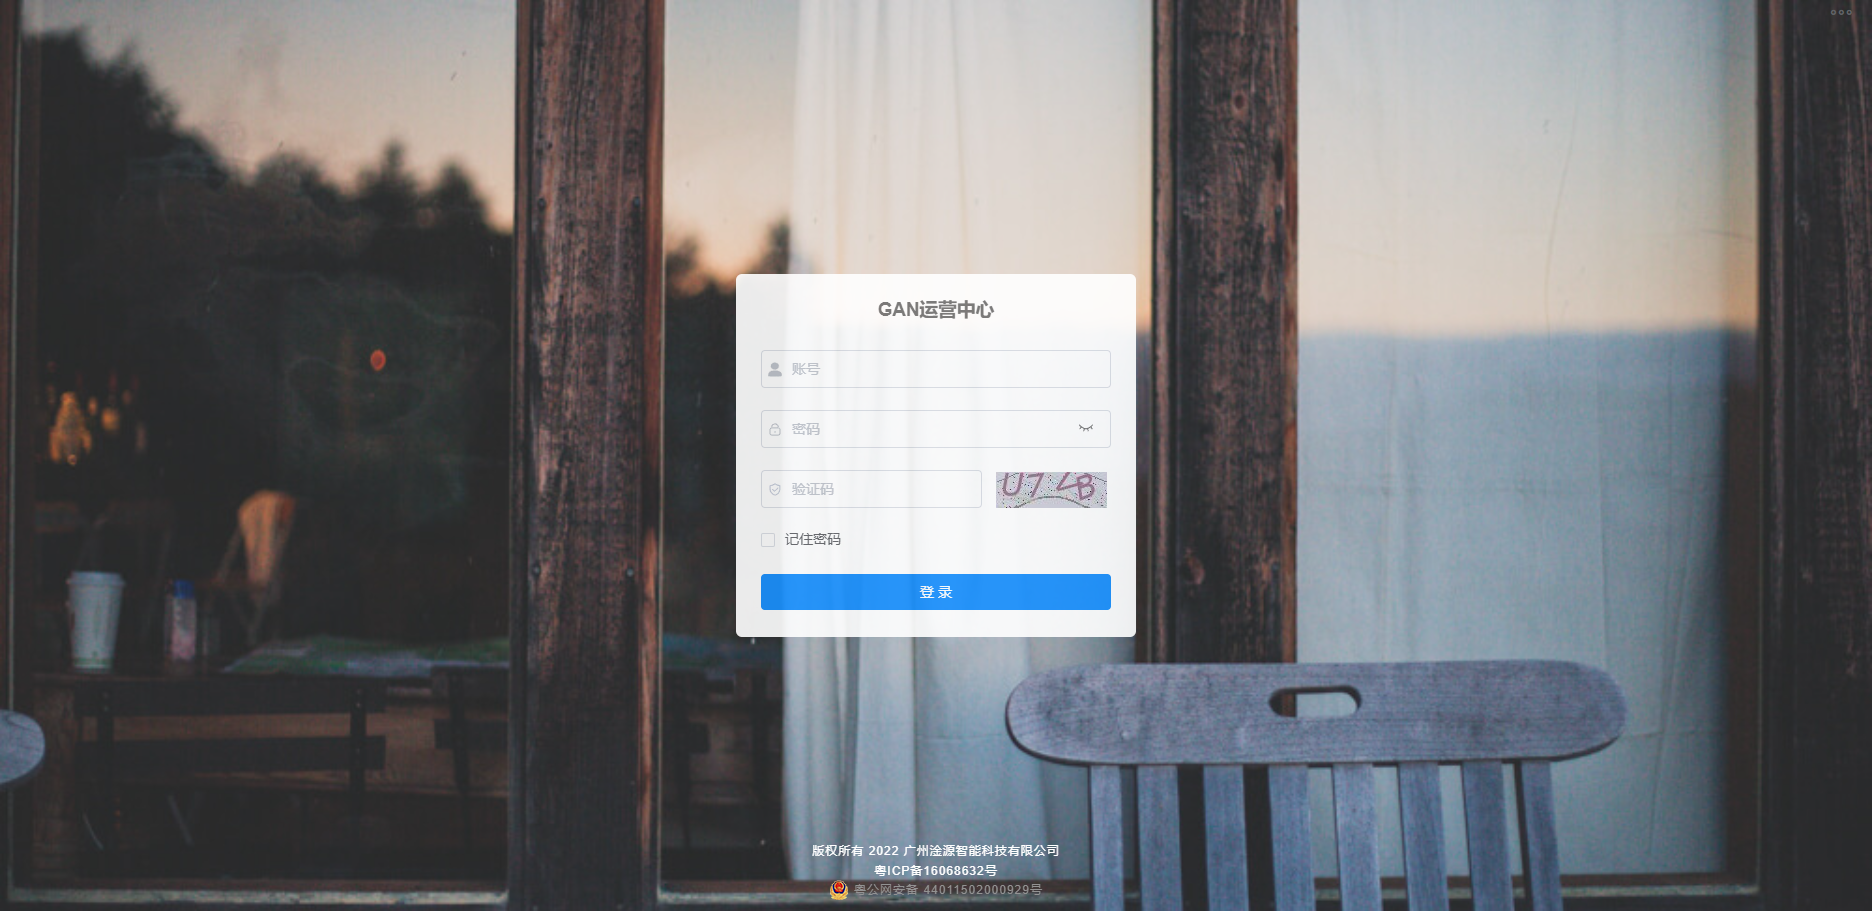 GAN运营中心
账号
密码
验证码
记住密码
登 录
版权所有 2022 广州淦源智能科技有限公司
粤ICP备16068632号
粤公网安备 44011502000929号